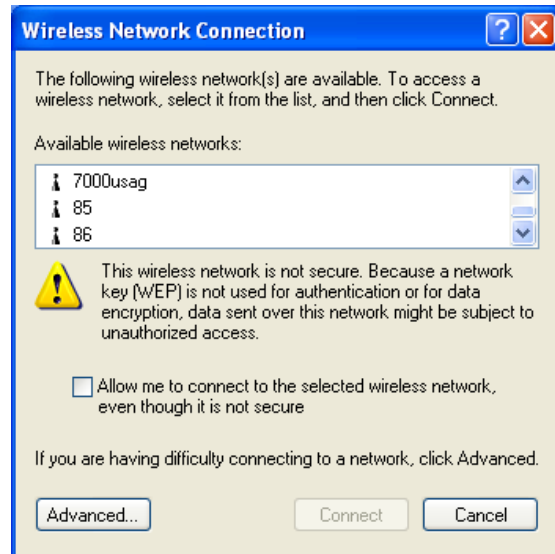 Wireless Network Connection
The following wireless network(s) are available. To access a
wireless network, select it from the list, and then click Connect.
Available wireless networks:
7000usag
85
86
This wireless network is not secure. Because a network
key (WEP) is not used for authentication or for data
encryption, data sent over this network might be subject to
unauthorized access.
Allow me to connect to the selected wireless network,
even though it is not secure
If you are having difficulty connecting to a network, click Advanced.
Advanced... Connect Cancel